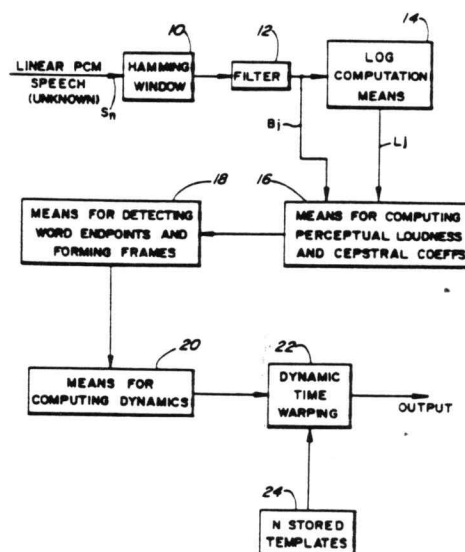 10
12
14
LINEAR PCM
SPEECH
(UNKNOWN)
Sn
HAMMING
WINDOW
FILTER
LOG
COMPUTATION
MEANS
Bj
Lj
18
16
MEANS FOR DETECTING
WORD ENDPOINTS AND
FORMING FRAMES
MEANS FOR COMPUTING
PERCEPTUAL LOUDNESS
AND CEPSTRAL COEFFS
20
22
MEANS FOR
COMPUTING DYNAMICS
DYNAMIC
TIME
WARPING
OUTPUT
24
N STORED
TEMPLATES